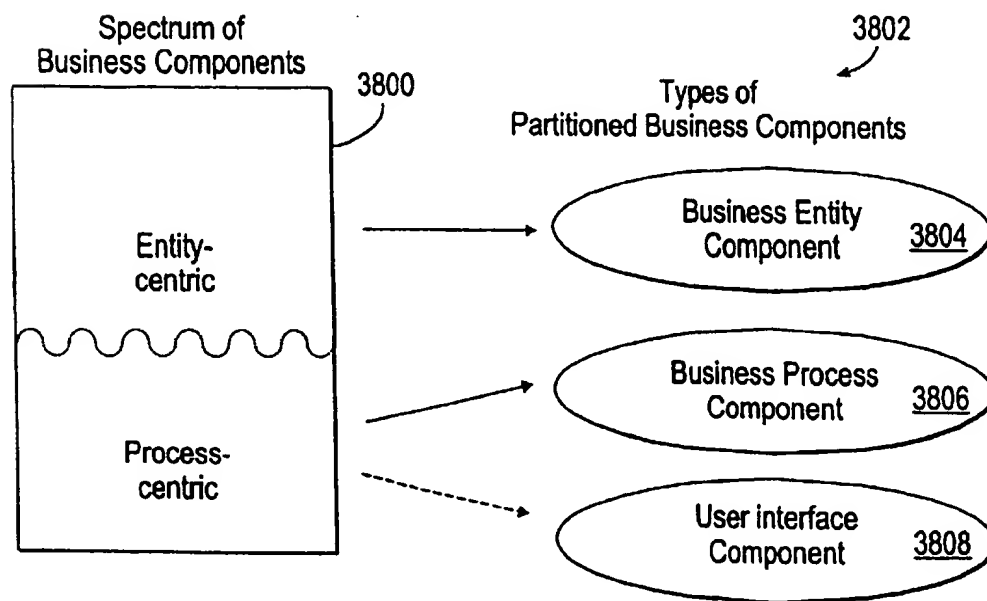 Spectrum of
Business Components
3800
Entity-
centric
Process-
centric
3802
Types of
Partitioned Business Components
Business Entity
Component
3804
Business Process
Component
3806
User interface
Component
3808